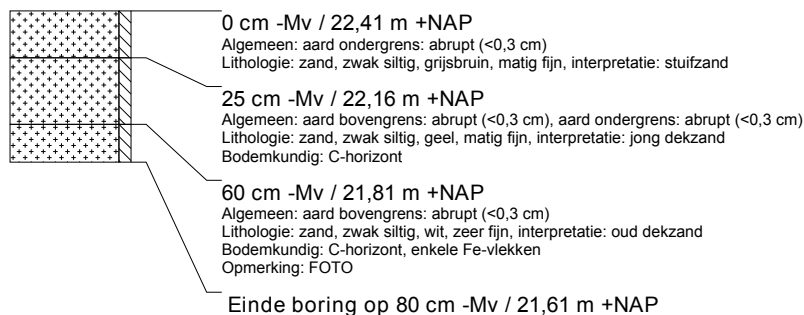 0 cm -Mv / 22,41 m +NAP
Algemeen: aard ondergrens: abrupt (<0,3 cm)
Lithologie: zand, zwak siltig, grijsbruin, matig fijn, interpretatie: stuifzand
25 cm -Mv / 22,16 m +NAP
Algemeen: aard bovengrens: abrupt (<0,3 cm), aard ondergrens: abrupt (<0,3 cm)
Lithologie: zand, zwak siltig, geel, matig fijn, interpretatie: jong dekzand
Bodemkundig: C-horizont
60 cm -Mv / 21,81 m +NAP
Algemeen: aard bovengrens: abrupt (<0,3 cm)
Lithologie: zand, zwak siltig, wit, zeer fijn, interpretatie: oud dekzand
Bodemkundig: C-horizont, enkele Fe-vlekken
Opmerking: FOTO
Einde boring op 80 cm -Mv / 21,61 m +NAP